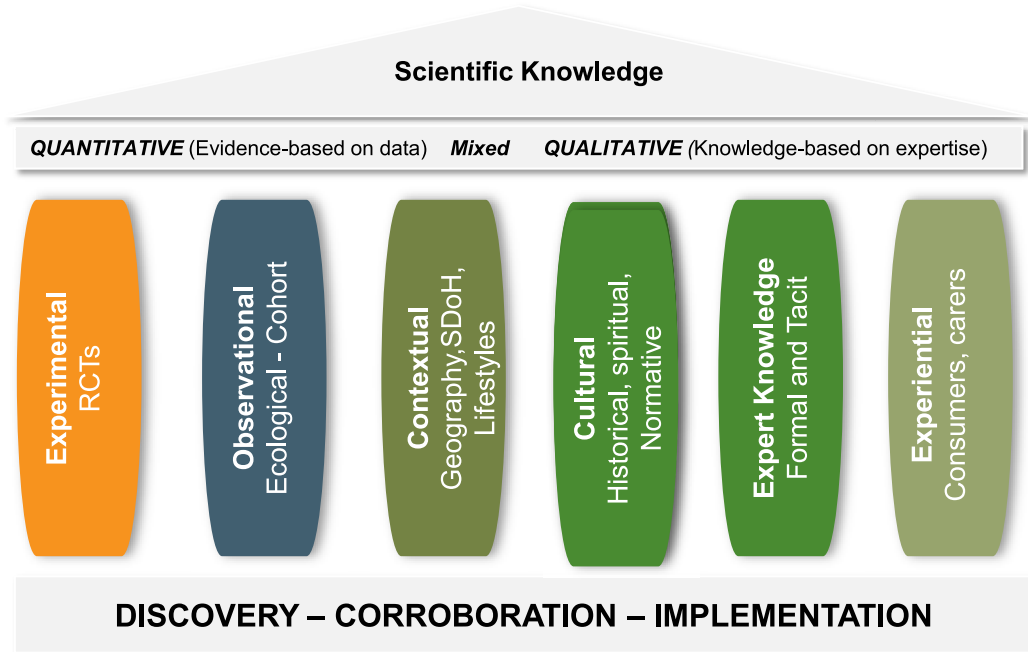 Scientific Knowledge
QUANTITATIVE (Evidence-based on data) Mixed QUALITATIVE (Knowledge-based on expertise)
Experimental
RCTs
Observational
Ecological - Cohort
Contextual
Geography,SDoH,
Lifestyles
Cultural
Historical, spiritual,
Normative
Expert Knowledge
Formal and Tacit
Experiential
Consumers, carers
DISCOVERY – CORROBORATION – IMPLEMENTATION